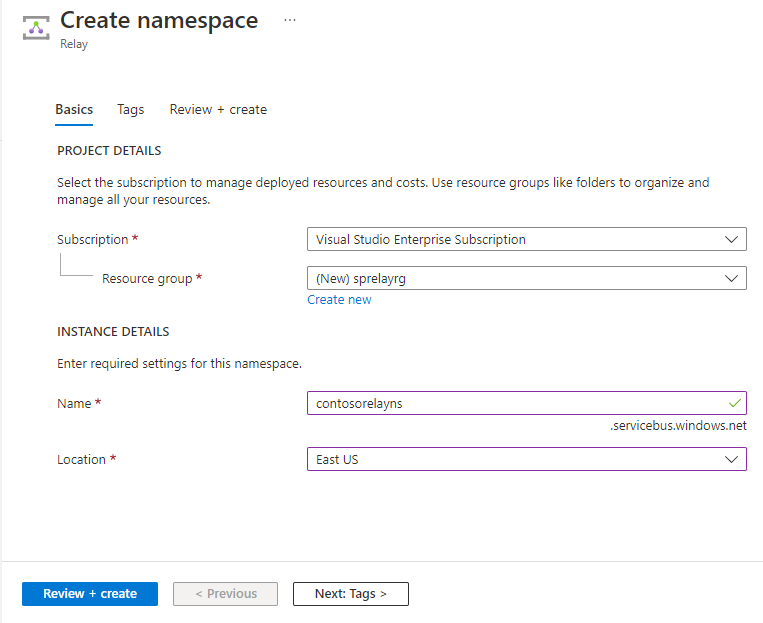 Create namespace ...
Relay
Basics Tags Review + create
PROJECT DETAILS
Select the subscription to manage deployed resources and costs. Use resource groups like folders to organize and
manage all your resources.
Subscription * Visual Studio Enterprise Subscription
Resource group * (New) sprelayrg
Create new
INSTANCE DETAILS
Enter required settings for this namespace.
Name * contosorelayns
.servicebus.windows.net
Location * East US
Review + create < Previous Next: Tags >